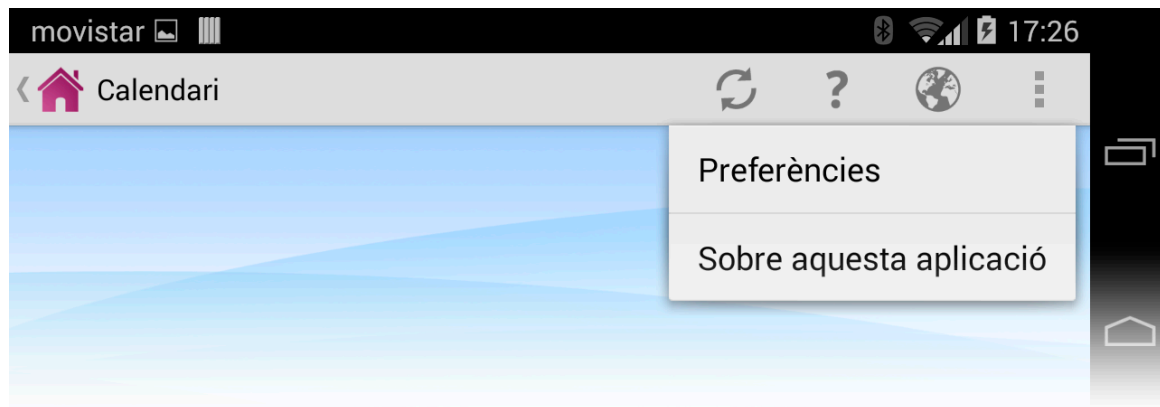 movistar 17:26
Calendari ?
Preferències
Sobre aquesta aplicació